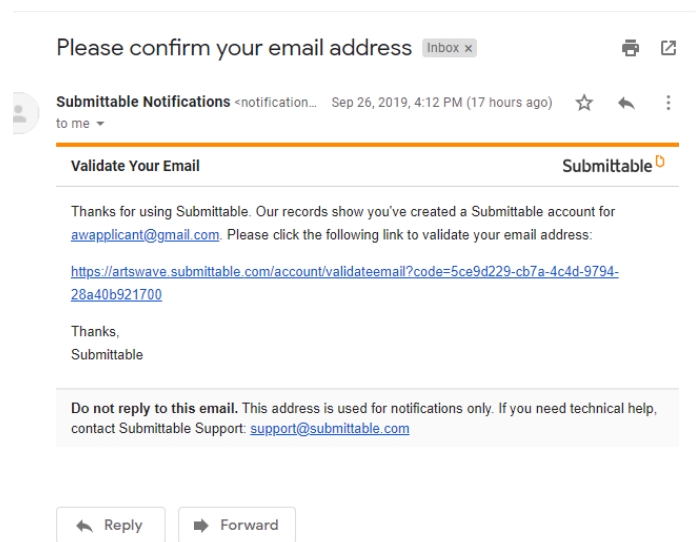 Please confirm your email address Inbox x
Submittable Notifications <notification... Sep 26, 2019, 4:12 PM (17 hours ago)
to me
Validate Your Email Submittable
Thanks for using Submittable. Our records show you've created a Submittable account for
awapplicant@gmail.com. Please click the following link to validate your email address:
https://artswave.submittable.com/account/validateemail?code=5ce9d229-cb7a-4c4d-9794-
28a40b921700
Thanks,
Submittable
Do not reply to this email. This address is used for notifications only. If you need technical help,
contact Submittable Support: support@submittable.com
Reply Forward